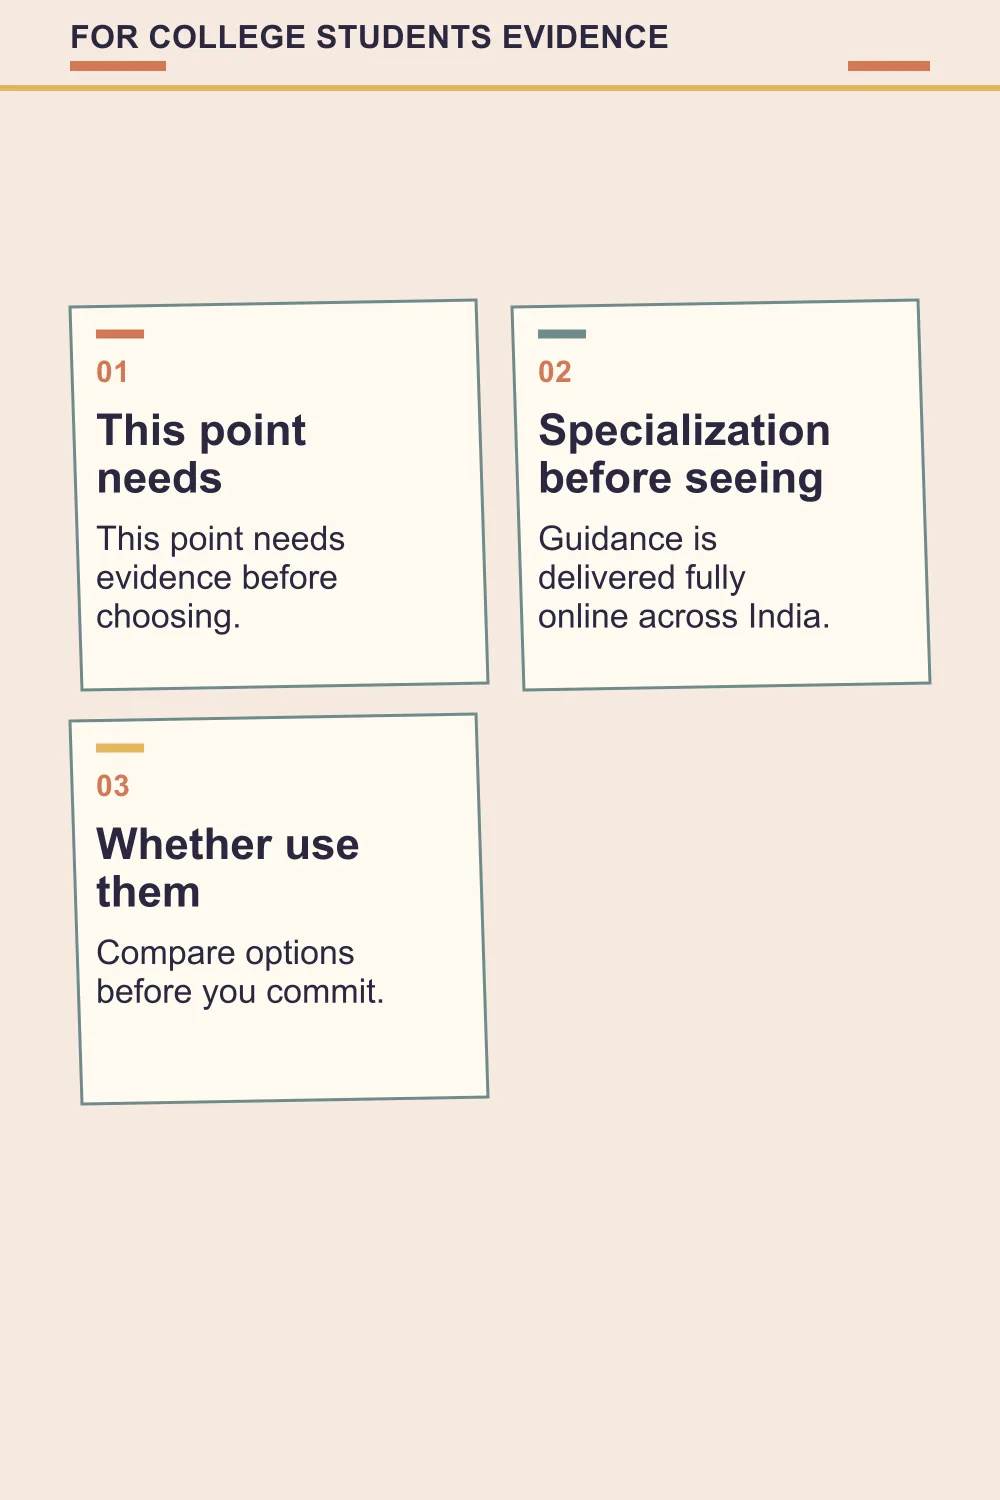 FOR COLLEGE STUDENTS EVIDENCE
01
This point
needs
This point needs
evidence before
choosing.
02
Specialization
before seeing
Guidance is
delivered fully
online across India.
03
Whether use
them
Compare options
before you commit.